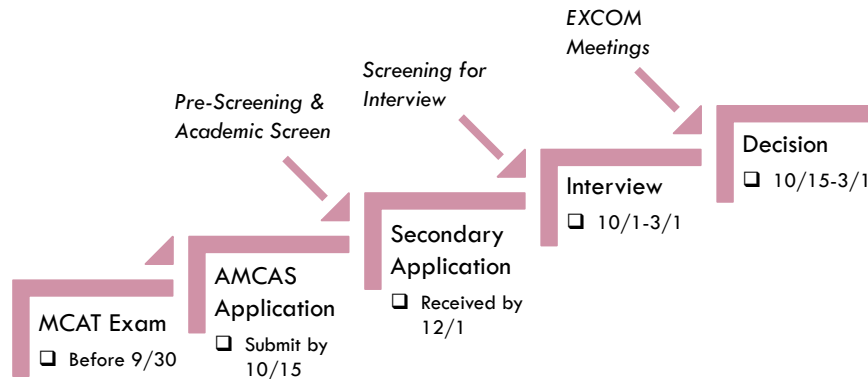 EXCOM
Meetings
Screening for
Interview
Pre-Screening &
Academic Screen
MCAT Exam
❑ Before 9/30
AMCAS
Application
❑ Submit by
10/15
Secondary
Application
❑ Received by
12/1
Interview
❑ 10/1-3/1
Decision
❑ 10/15-3/1